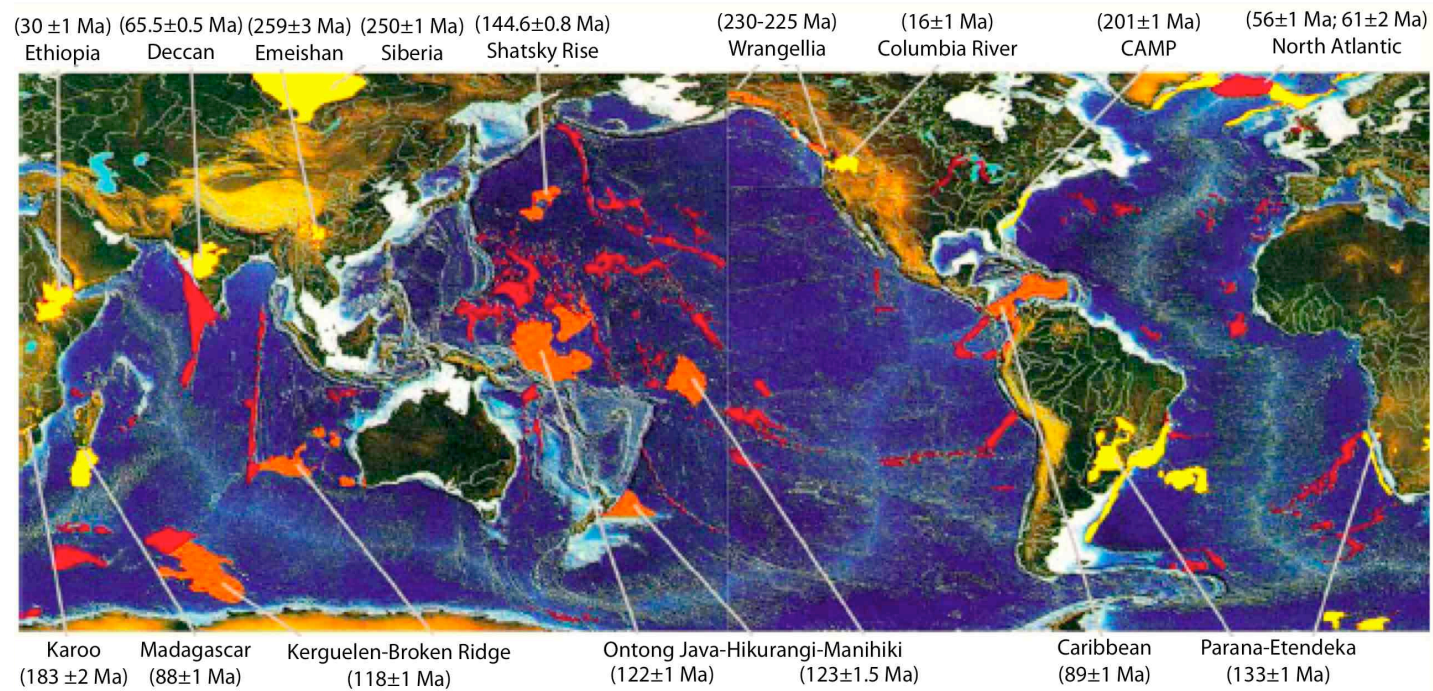 (30 ±1 Ma) (65.5±0.5 Ma) (259±3 Ma) (250±1 Ma) (144.6±0.8 Ma) (230-225 Ma) (16±1 Ma) (201±1 Ma) (56±1 Ma; 61±2 Ma)
Ethiopia Deccan Emeishan Siberia Shatsky Rise Wrangellia Columbia River CAMP North Atlantic
Karoo Madagascar Kerguelen-Broken Ridge Ontong Java-Hikurangi-Manihiki Caribbean Parana-Etendeka
(183 ±2 Ma) (88±1 Ma) (118±1 Ma) (122±1 Ma) (123±1.5 Ma) (89±1 Ma) (133±1 Ma)